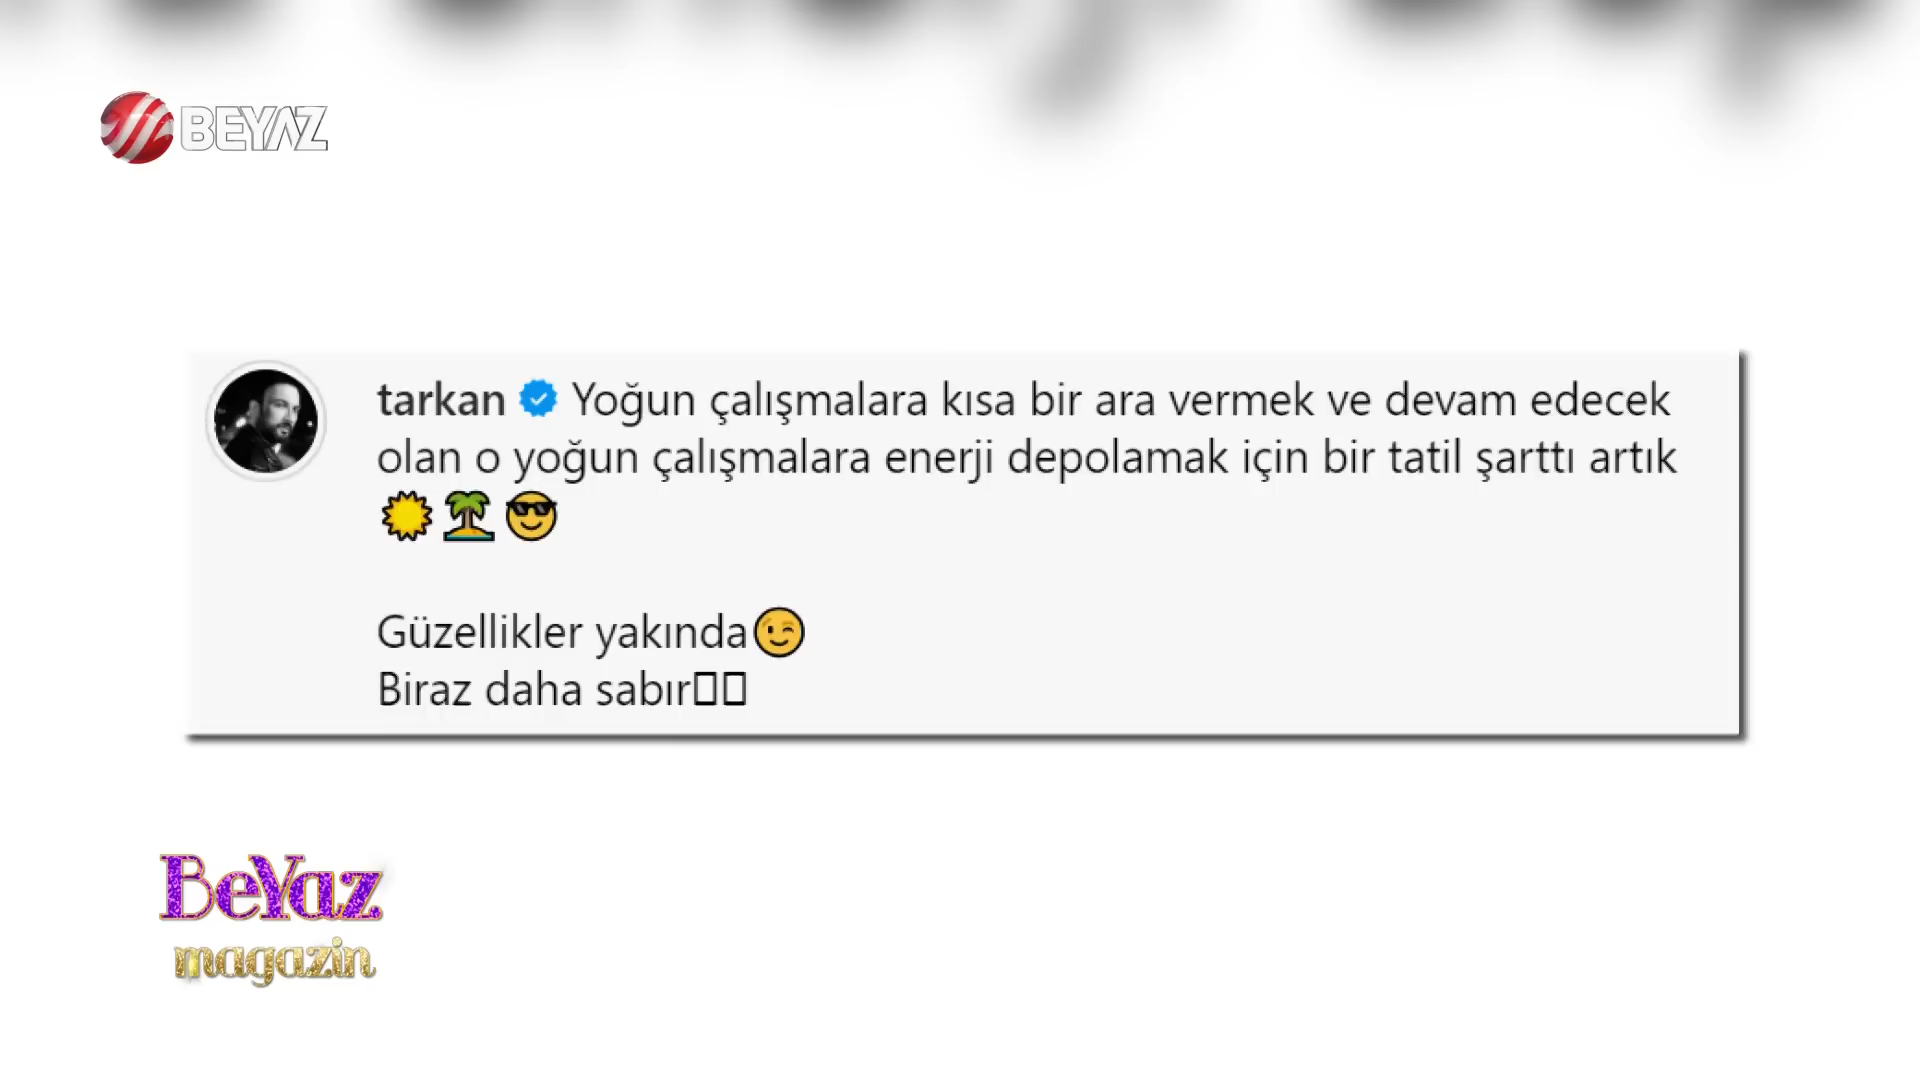 BEYAZ
tarkan Yoğun çalışmalara kısa bir ara vermek ve devam edecek
olan o yoğun çalışmalara enerji depolamak için bir tatil şarttı artık
☀️🏝️😎
Güzellikler yakında😉
Biraz daha sabır
BeYaz
magazin